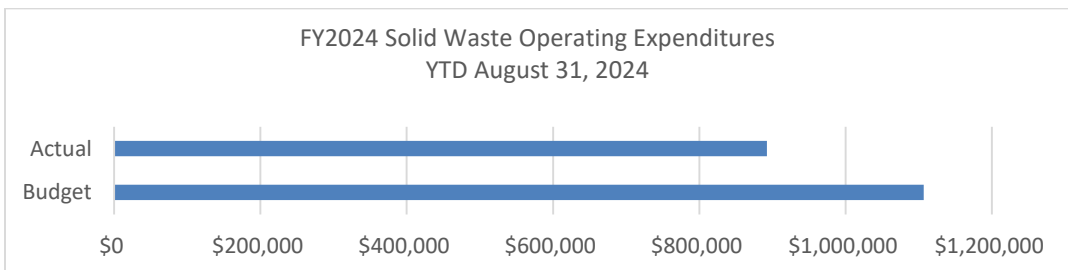 FY2024 Solid Waste Operating Expenditures
YTD August 31, 2024
Actual
Budget
$0 $200,000 $400,000 $600,000 $800,000 $1,000,000 $1,200,000